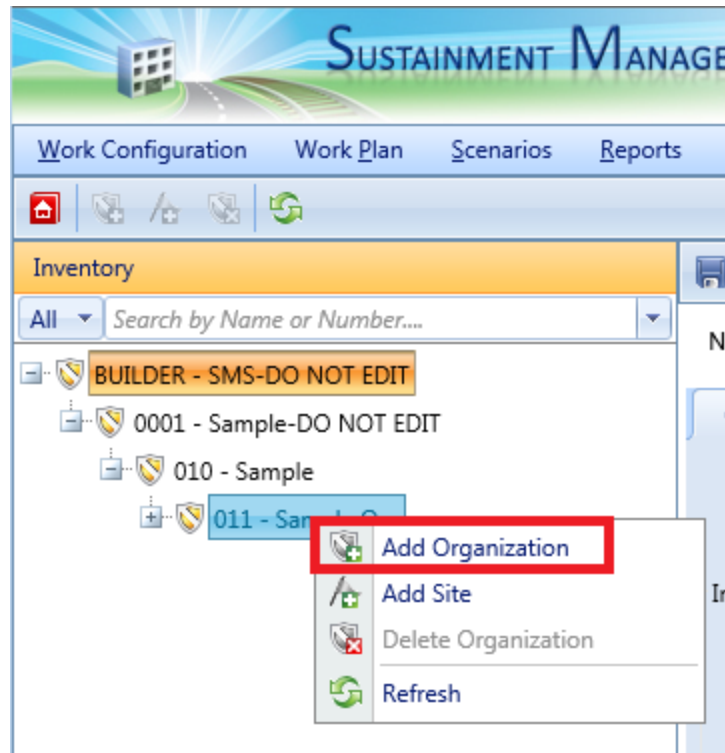 SUSTAINMENT MANAGE
Work Configuration Work Plan Scenarios Reports
Inventory
All Search by Name or Number....
N
BUILDER - SMS-DO NOT EDIT
0001 - Sample-DO NOT EDIT
010 - Sample
011 -
Add Organization
Add Site
Delete Organization
Refresh